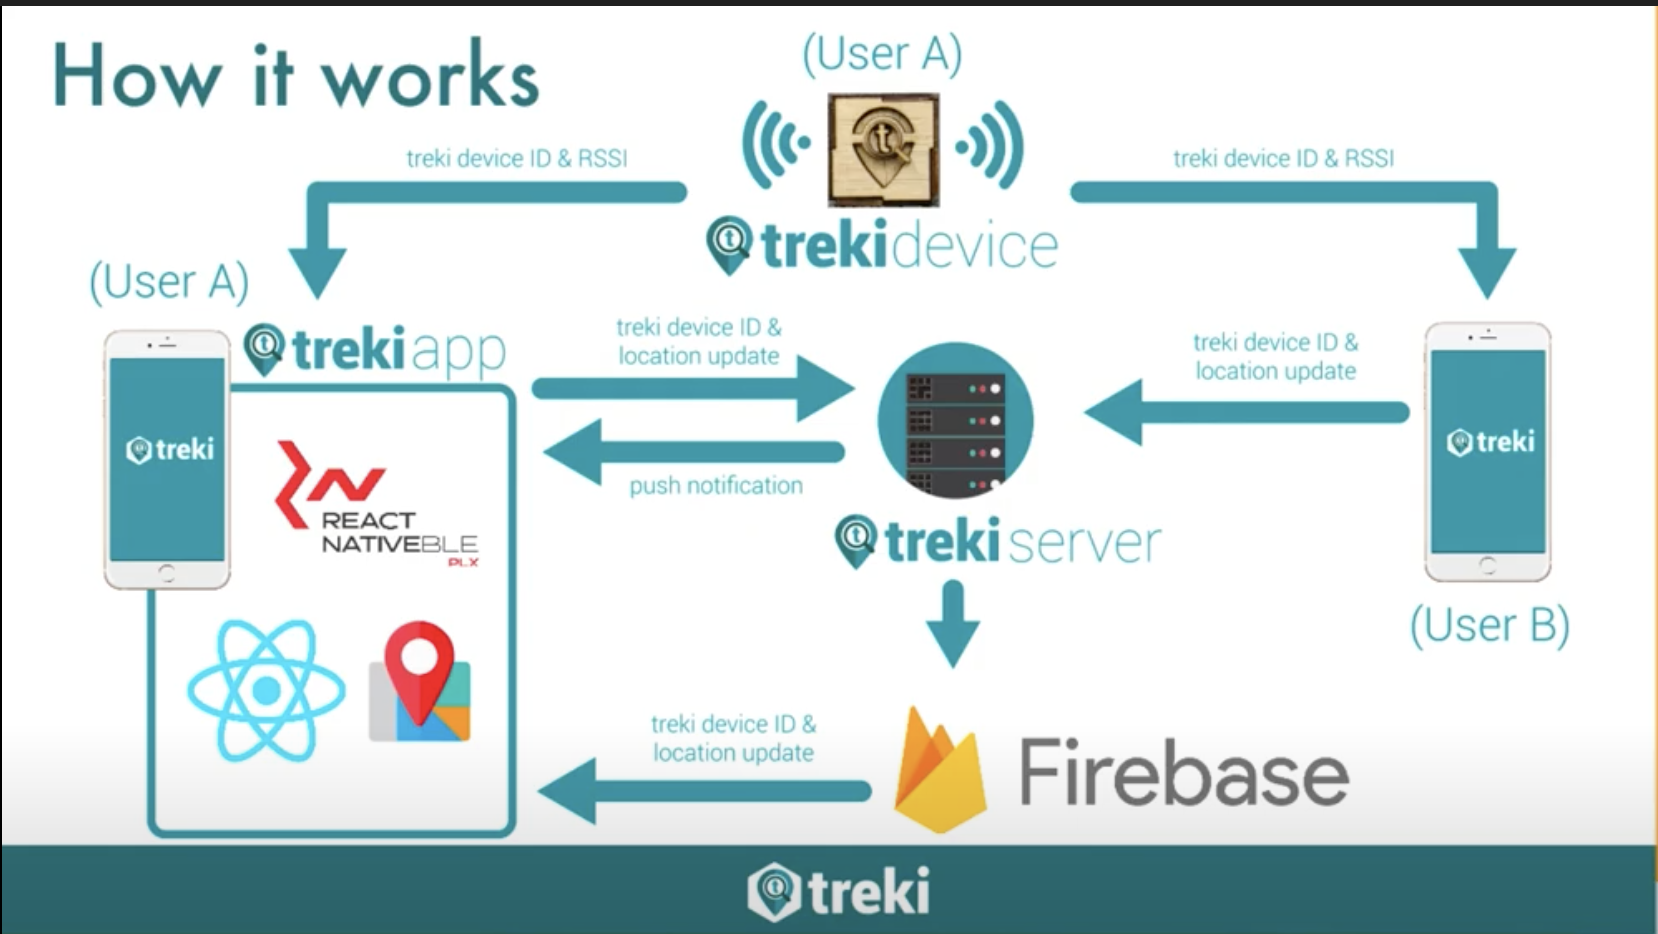 How it works
(User A)
treki device ID & RSSI
t
treki device ID & RSSI
t trekidevice
(User A)
t trekiapp
treki device ID &
location update
treki device ID &
location update
treki
REACT
NATIVEBLE
PLX
push notification
t treki server
treki
(User B)
treki device ID &
location update
Firebase
t treki